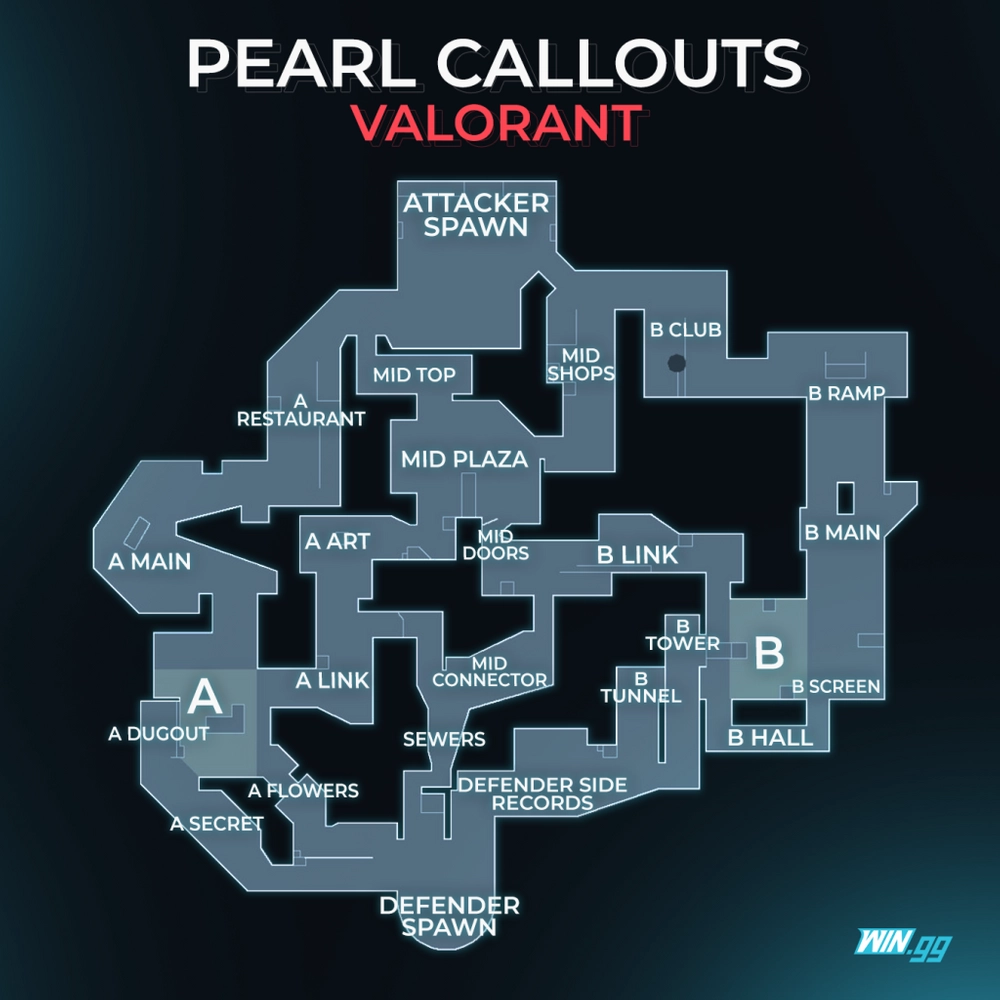 PEARL CALLOUTS
VALORANT
ATTACKER
SPAWN
B CLUB
MID
SHOPS
MID TOP
B RAMP
A
RESTAURANT
MID PLAZA
A ART
MID
DOORS
B LINK
B MAIN
A MAIN
B
TOWER
B
MID
CONNECTOR
A LINK
B
TUNNEL
B SCREEN
A
A DUGOUT
SEWERS
B HALL
A FLOWERS
DEFENDER SIDE
RECORDS
A SECRET
DEFENDER
SPAWN
WIN.gg